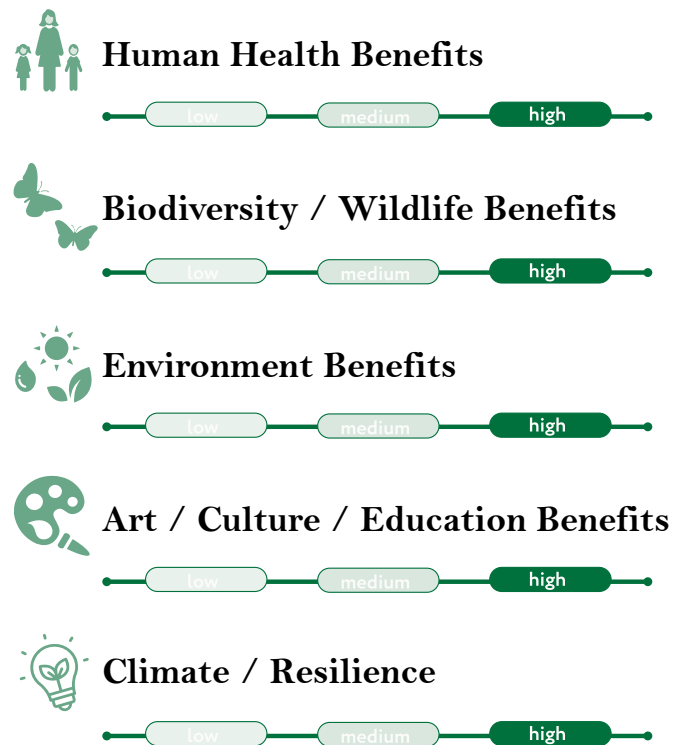 Human Health Benefits
low medium high
Biodiversity / Wildlife Benefits
low medium high
Environment Benefits
low medium high
Art / Culture / Education Benefits
low medium high
Climate / Resilience
low medium high